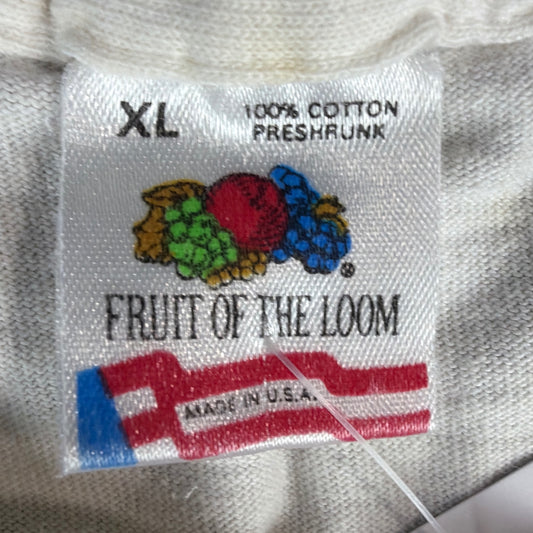 XL
100% COTTON
PRESHRUNK
®
FRUIT OF THE LOOM
MADE IN U.S.A.